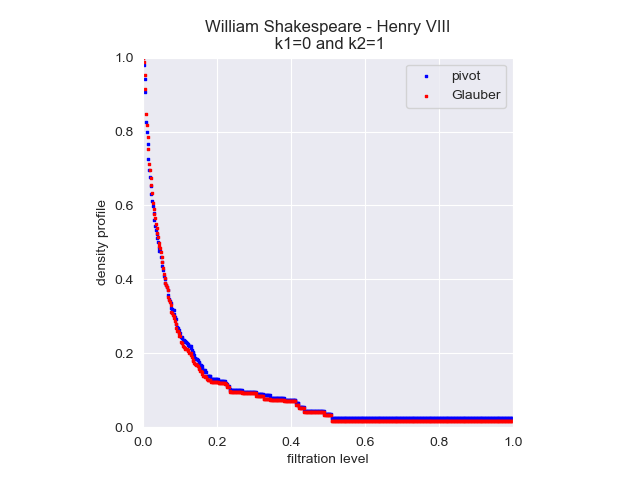 William Shakespeare - Henry VIII
k1=0 and k2=1
pivot
Glauber
density profile
1.0
0.8
0.6
0.4
0.2
0.0
0.0 0.2 0.4 0.6 0.8 1.0
filtration level